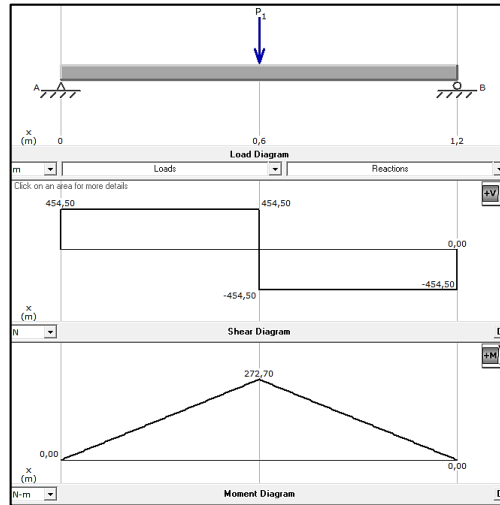 P1
A
B
x
(m)
0
0,6
1,2
Load Diagram
m
Loads
Reactions
Click on an area for more details
+V
454,50
454,50
0,00
-454,50
-454,50
x
(m)
N
Shear Diagram
+M
272,70
0,00
0,00
x
(m)
N-m
Moment Diagram